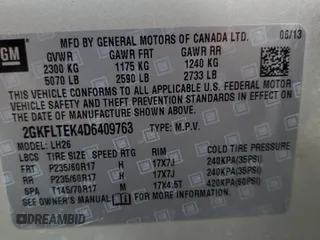 GM
MFD BY GENERAL MOTORS OF CANADA LTD.
08/13
GVWR GAWR FRT GAWR RR
2300 KG 1175 KG 1240 KG
5070 LB 2590 LB 2733 LB
THIS VEHICLE CONFORMS TO ALL APPLICABLE U.S. FEDERAL
MOTOR VEHICLE SAFETY AND THEFT PREVENTION
STANDARDS IN EFFECT ON THE DATE OF MANUFACTURE SHOWN ABOVE.
2GKFLTEK4D6409763 TYPE: M.P.V.
MODEL: LH26
LBCS TIRE SIZE SPEED RTG RIM COLD TIRE PRESSURE
FRT P235/60R17 H 17X7J 240KPA(35PSI)
RR P235/60R17 H 17X7J 240KPA(35PSI)
SPA T145/70R17 M 17X4.5T 420KPA(60PSI)
SEE OWNER'S MANUAL FOR MORE INFORMATION.
DREAMBID